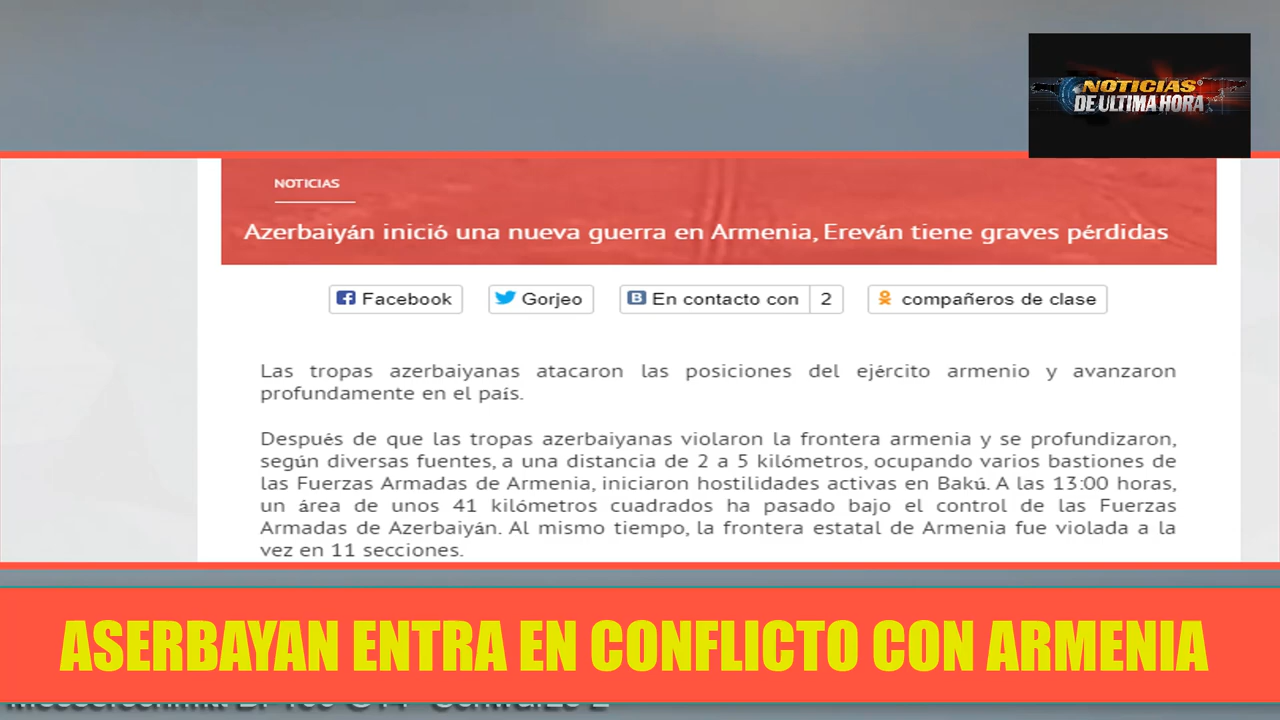 NOTICIAS
DE ULTIMA HORA
NOTICIAS
Azerbaiyán inició una nueva guerra en Armenia, Ereván tiene graves pérdidas
Facebook Gorjeo En contacto con 2 compañeros de clase
Las tropas azerbaiyanas atacaron las posiciones del ejército armenio y avanzaron
profundamente en el país.
Después de que las tropas azerbaiyanas violaron la frontera armenia y se profundizaron,
según diversas fuentes, a una distancia de 2 a 5 kilómetros, ocupando varios bastiones de
las Fuerzas Armadas de Armenia, iniciaron hostilidades activas en Bakú. A las 13:00 horas,
un área de unos 41 kilómetros cuadrados ha pasado bajo el control de las Fuerzas
Armadas de Azerbaiyán. Al mismo tiempo, la frontera estatal de Armenia fue violada a la
vez en 11 secciones.
ASERBAYAN ENTRA EN CONFLICTO CON ARMENIA